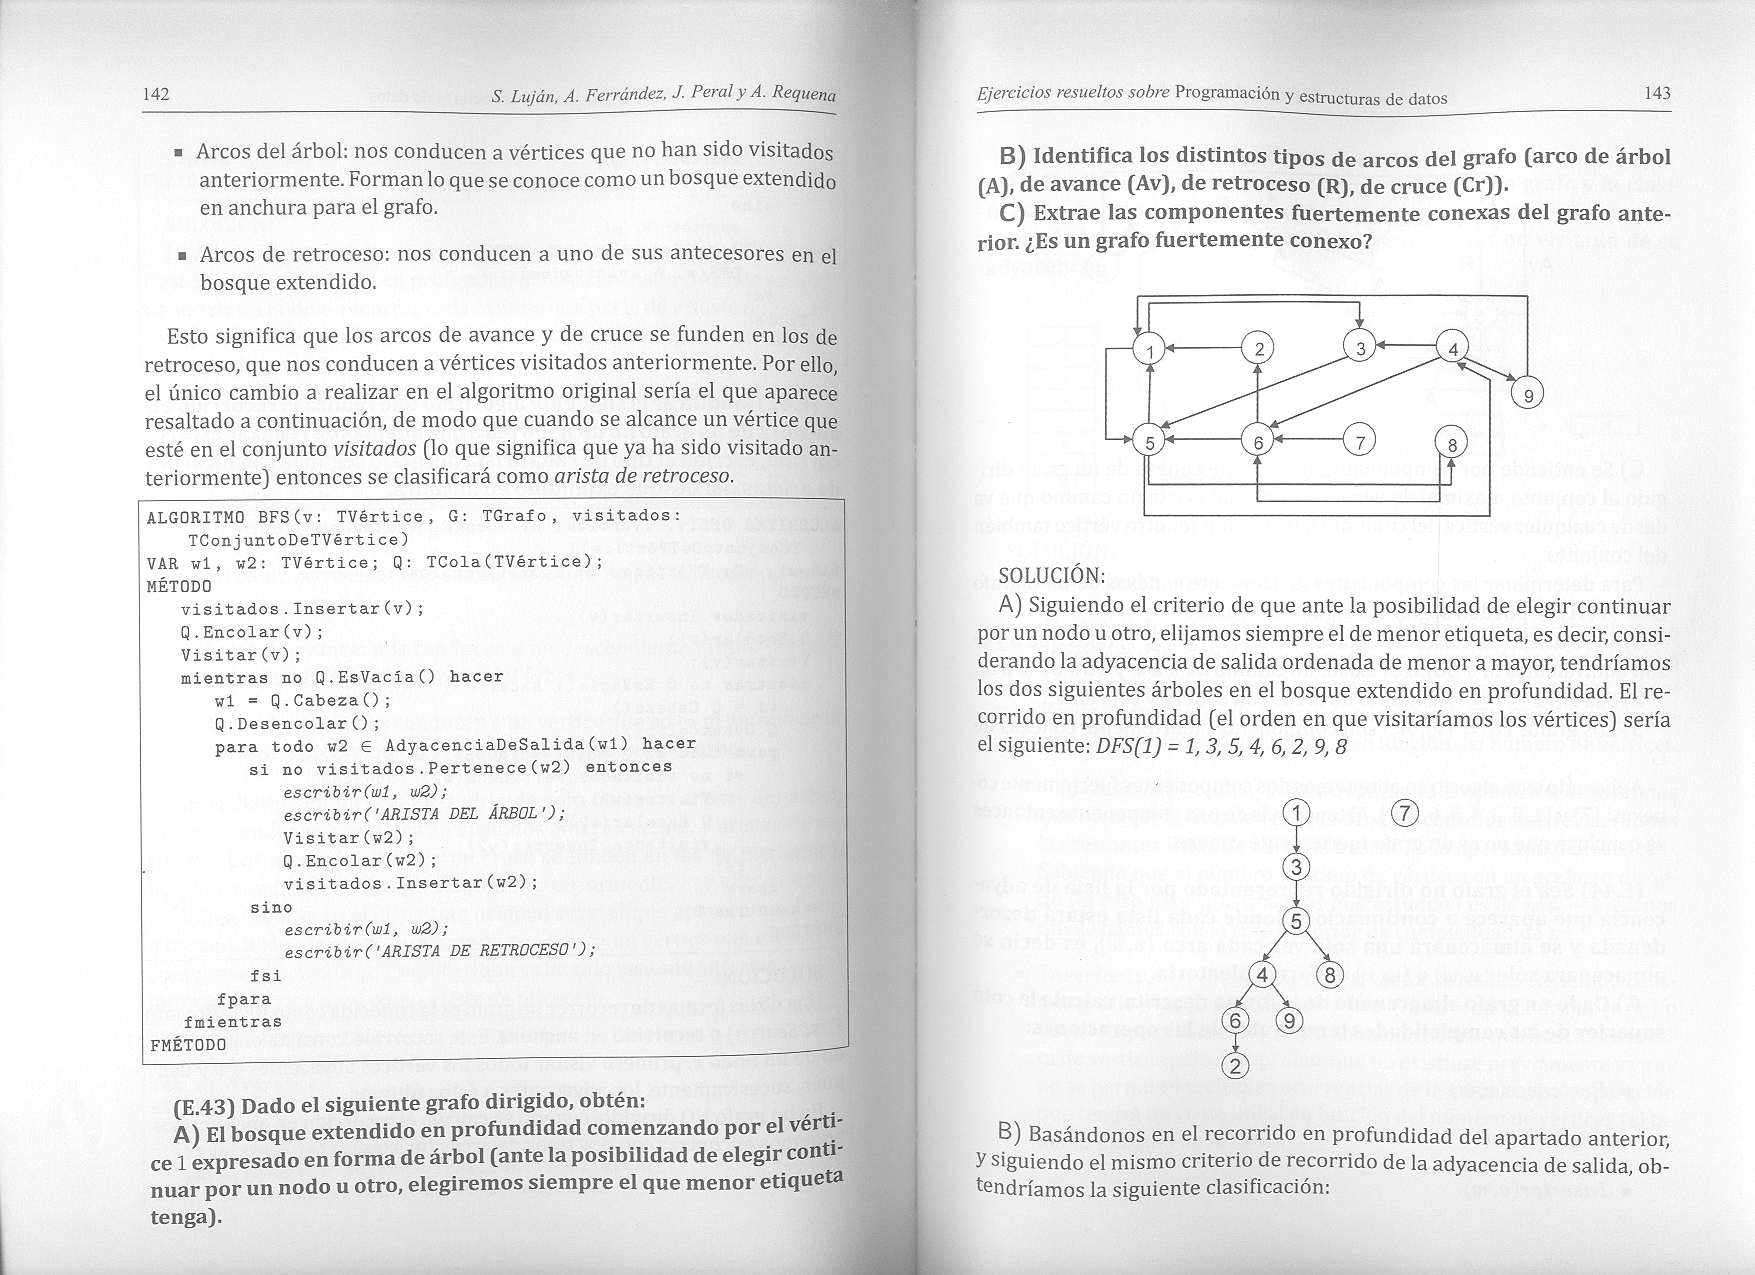 142
S. Luján, A. Ferrández, J. Peral y A. Requena
▪ Arcos del árbol: nos conducen a vértices que no han sido visitados
anteriormente. Forman lo que se conoce como un bosque extendido
en anchura para el grafo.
▪ Arcos de retroceso: nos conducen a uno de sus antecesores en el
bosque extendido.
Esto significa que los arcos de avance y de cruce se funden en los de
retroceso, que nos conducen a vértices visitados anteriormente. Por ello,
el único cambio a realizar en el algoritmo original sería el que aparece
resaltado a continuación, de modo que cuando se alcance un vértice que
esté en el conjunto visitados (lo que significa que ya ha sido visitado an-
teriormente) entonces se clasificará como arista de retroceso.
ALGORITMO BFS(v: TVértice, G: TGrafo, visitados:
TConjuntoDeTVértice)
VAR w1, w2: TVértice; Q: TCola(TVértice);
MÉTODO
visitados.Insertar(v);
Q.Encolar(v);
Visitar(v);
mientras no Q.EsVacía() hacer
w1 = Q.Cabeza();
Q.Desencolar();
para todo w2 ∈ AdyacenciaDeSalida(w1) hacer
si no visitados.Pertenece(w2) entonces
escribir(w1, w2);
escribir('ARISTA DEL ÁRBOL');
Visitar(w2);
Q.Encolar(w2);
visitados.Insertar(w2);
sino
escribir(w1, w2);
escribir('ARISTA DE RETROCESO');
fsi
fpara
fmientras
FMÉTODO
(E.43) Dado el siguiente grafo dirigido, obtén:
A) El bosque extendido en profundidad comenzando por el vérti-
ce 1 expresado en forma de árbol (ante la posibilidad de elegir conti-
nuar por un nodo u otro, elegiremos siempre el que menor etiqueta
tenga).
Ejercicios resueltos sobre Programación y estructuras de datos
143
B) Identifica los distintos tipos de arcos del grafo (arco de árbol
(A), de avance (Av), de retroceso (R), de cruce (Cr)).
C) Extrae las componentes fuertemente conexas del grafo ante-
rior. ¿Es un grafo fuertemente conexo?
1 2 3 4
9
5 6 7 8
SOLUCIÓN:
A) Siguiendo el criterio de que ante la posibilidad de elegir continuar
por un nodo u otro, elijamos siempre el de menor etiqueta, es decir, consi-
derando la adyacencia de salida ordenada de menor a mayor, tendríamos
los dos siguientes árboles en el bosque extendido en profundidad. El re-
corrido en profundidad (el orden en que visitaríamos los vértices) sería
el siguiente: DFS(1) = 1, 3, 5, 4, 6, 2, 9, 8
1 7
3
5
4 8
6 9
2
B) Basándonos en el recorrido en profundidad del apartado anterior,
y siguiendo el mismo criterio de recorrido de la adyacencia de salida, ob-
tendríamos la siguiente clasificación: